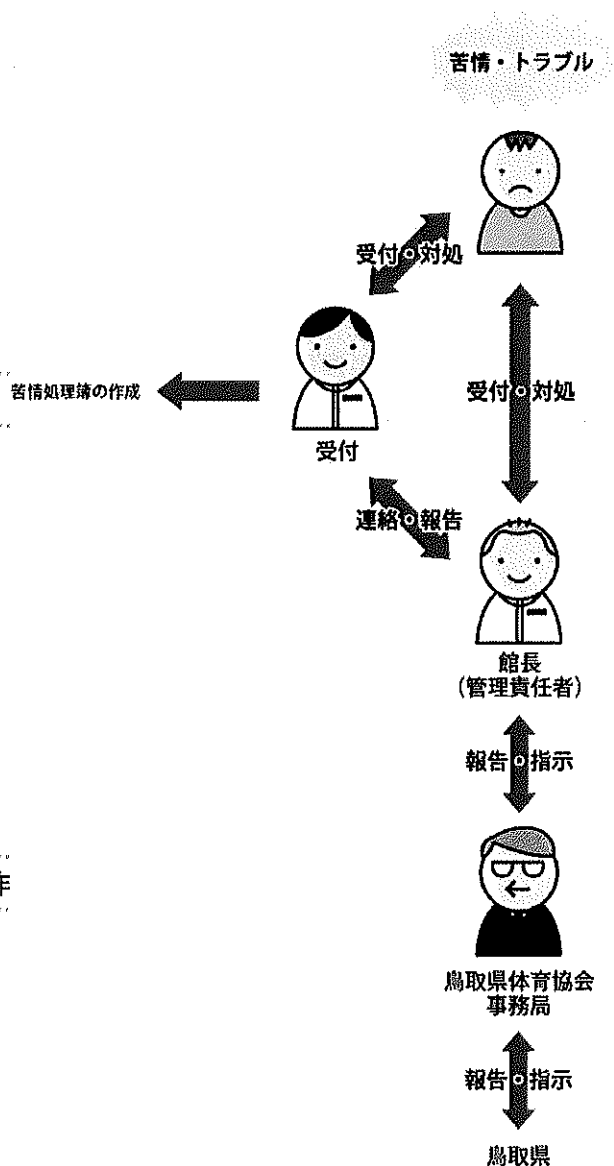 苦情・トラブル
受付・対処
受付・対処
苦情処理簿の作成
受付
連絡・報告
館長
(管理責任者)
報告・指示
鳥取県体育協会
事務局
報告・指示
鳥取県